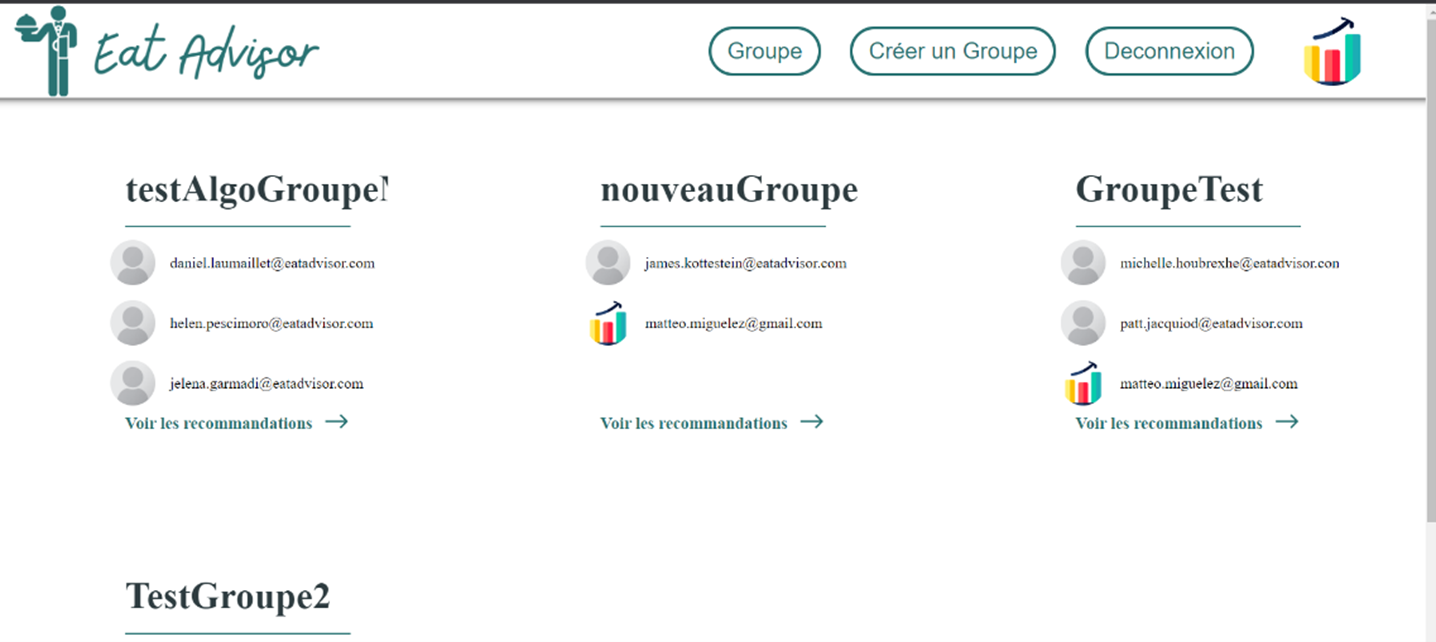 Eat Advisor
Groupe
Créer un Groupe
Deconnexion
testAlgoGroupeN
daniel.laumaillet@eatadvisor.com
helen.pescimoro@eatadvisor.com
jelena.garmadi@eatadvisor.com
Voir les recommandations
nouveauGroupe
james.kottestein@eatadvisor.com
matteo.miguelez@gmail.com
Voir les recommandations
GroupeTest
michelle.houbrexhe@eatadvisor.con
patt.jacquiod@eatadvisor.com
matteo.miguelez@gmail.com
Voir les recommandations
TestGroupe2